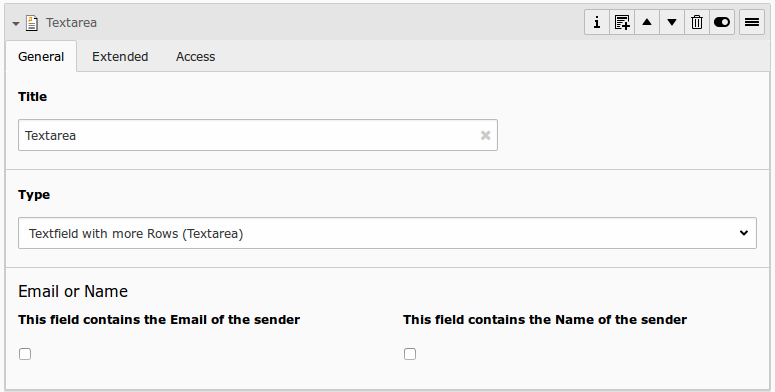 Textarea
General Extended Access
Title
Textarea
Type
Textfield with more Rows (Textarea)
Email or Name
This field contains the Email of the sender This field contains the Name of the sender